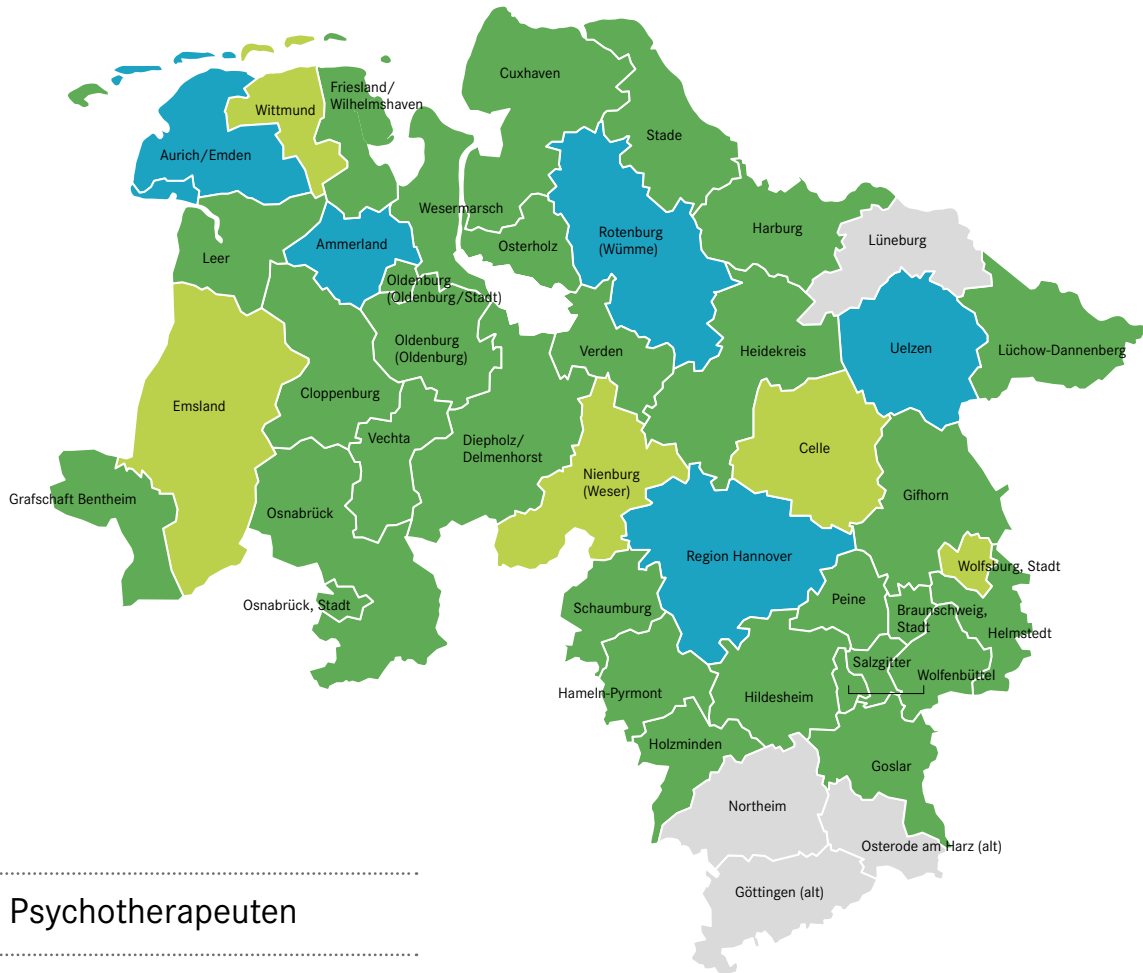 Cuxhaven
Friesland/
Wilhelmshaven
Wittmund
Stade
Aurich/Emden
Wesermarsch
Harburg
Rotenburg
(Wümme)
Lüneburg
Ammerland
Osterholz
Leer
Oldenburg
(Oldenburg/Stadt)
Oldenburg
(Oldenburg)
Verden
Heidekreis
Uelzen
Lüchow-Dannenberg
Cloppenburg
Emsland
Vechta
Diepholz/
Delmenhorst
Celle
Nienburg
(Weser)
Grafschaft Bentheim
Osnabrück
Gifhorn
Region Hannover
Wolfsburg, Stadt
Osnabrück, Stadt
Schaumburg
Peine
Braunschweig,
Stadt
Helmstedt
Salzgitter
Wolfenbüttel
Hameln-Pyrmont
Hildesheim
Holzminden
Goslar
Northeim
Osterode am Harz (alt)
Göttingen (alt)
Psychotherapeuten